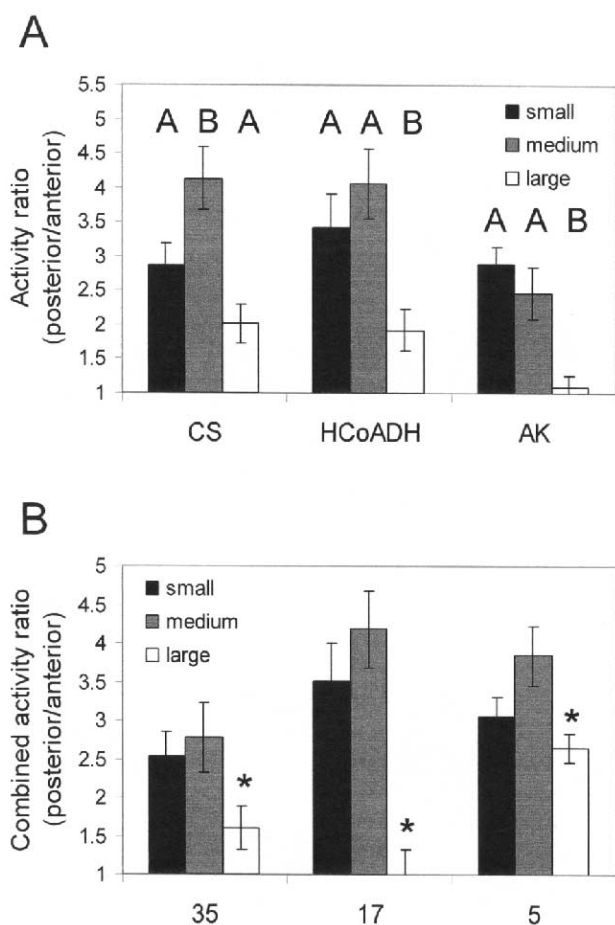 A
Activity ratio
(posterior/anterior)
5.5
5
4.5
4
3.5
3
2.5
2
1.5
1
A B A
A A B
A A B
small
medium
large
CS
HCoADH
AK
B
Combined activity ratio
(posterior/anterior)
5
4.5
4
3.5
3
2.5
2
1.5
1
small
medium
large
*
*
*
35
17
5